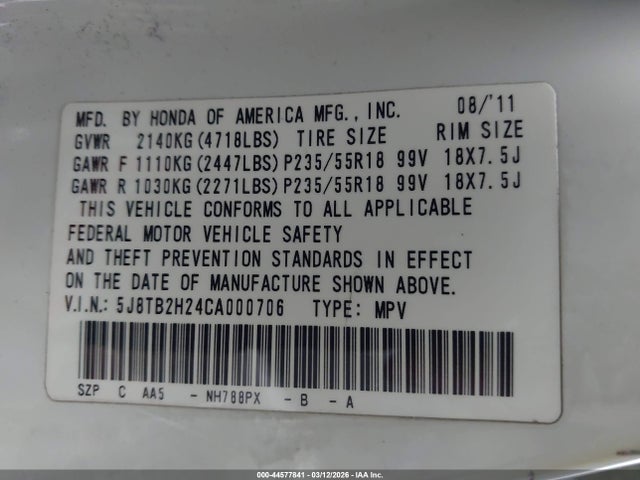 MFD. BY HONDA OF AMERICA MFG., INC. 08/'11
GVWR 2140KG(4718LBS) TIRE SIZE RIM SIZE
GAWR F 1110KG(2447LBS)P235/55R18 99V 18X7.5J
GAWR R 1030KG(2271LBS)P235/55R18 99V 18X7.5J
THIS VEHICLE CONFORMS TO ALL APPLICABLE
FEDERAL MOTOR VEHICLE SAFETY
AND THEFT PREVENTION STANDARDS IN EFFECT
ON THE DATE OF MANUFACTURE SHOWN ABOVE.
V.I.N.: 5J8TB2H24CA000706 TYPE: MPV
SZP C AA5 - NH788PX - B - A
000-44577841 - 03/12/2026 - IAA Inc.